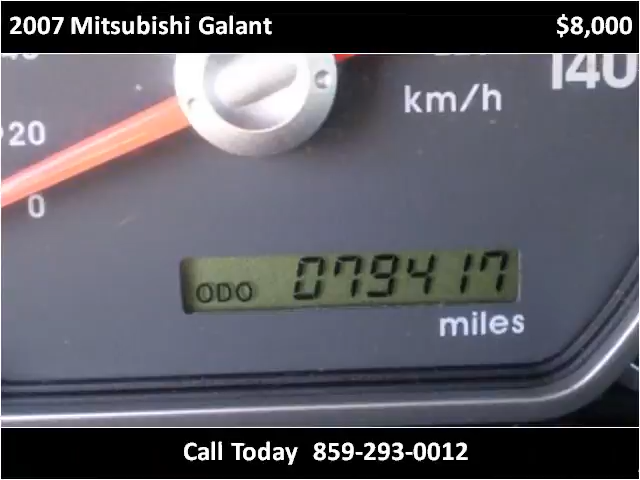 2007 Mitsubishi Galant $8,000
140
km/h
20
0
ODO 079417
miles
Call Today 859-293-0012